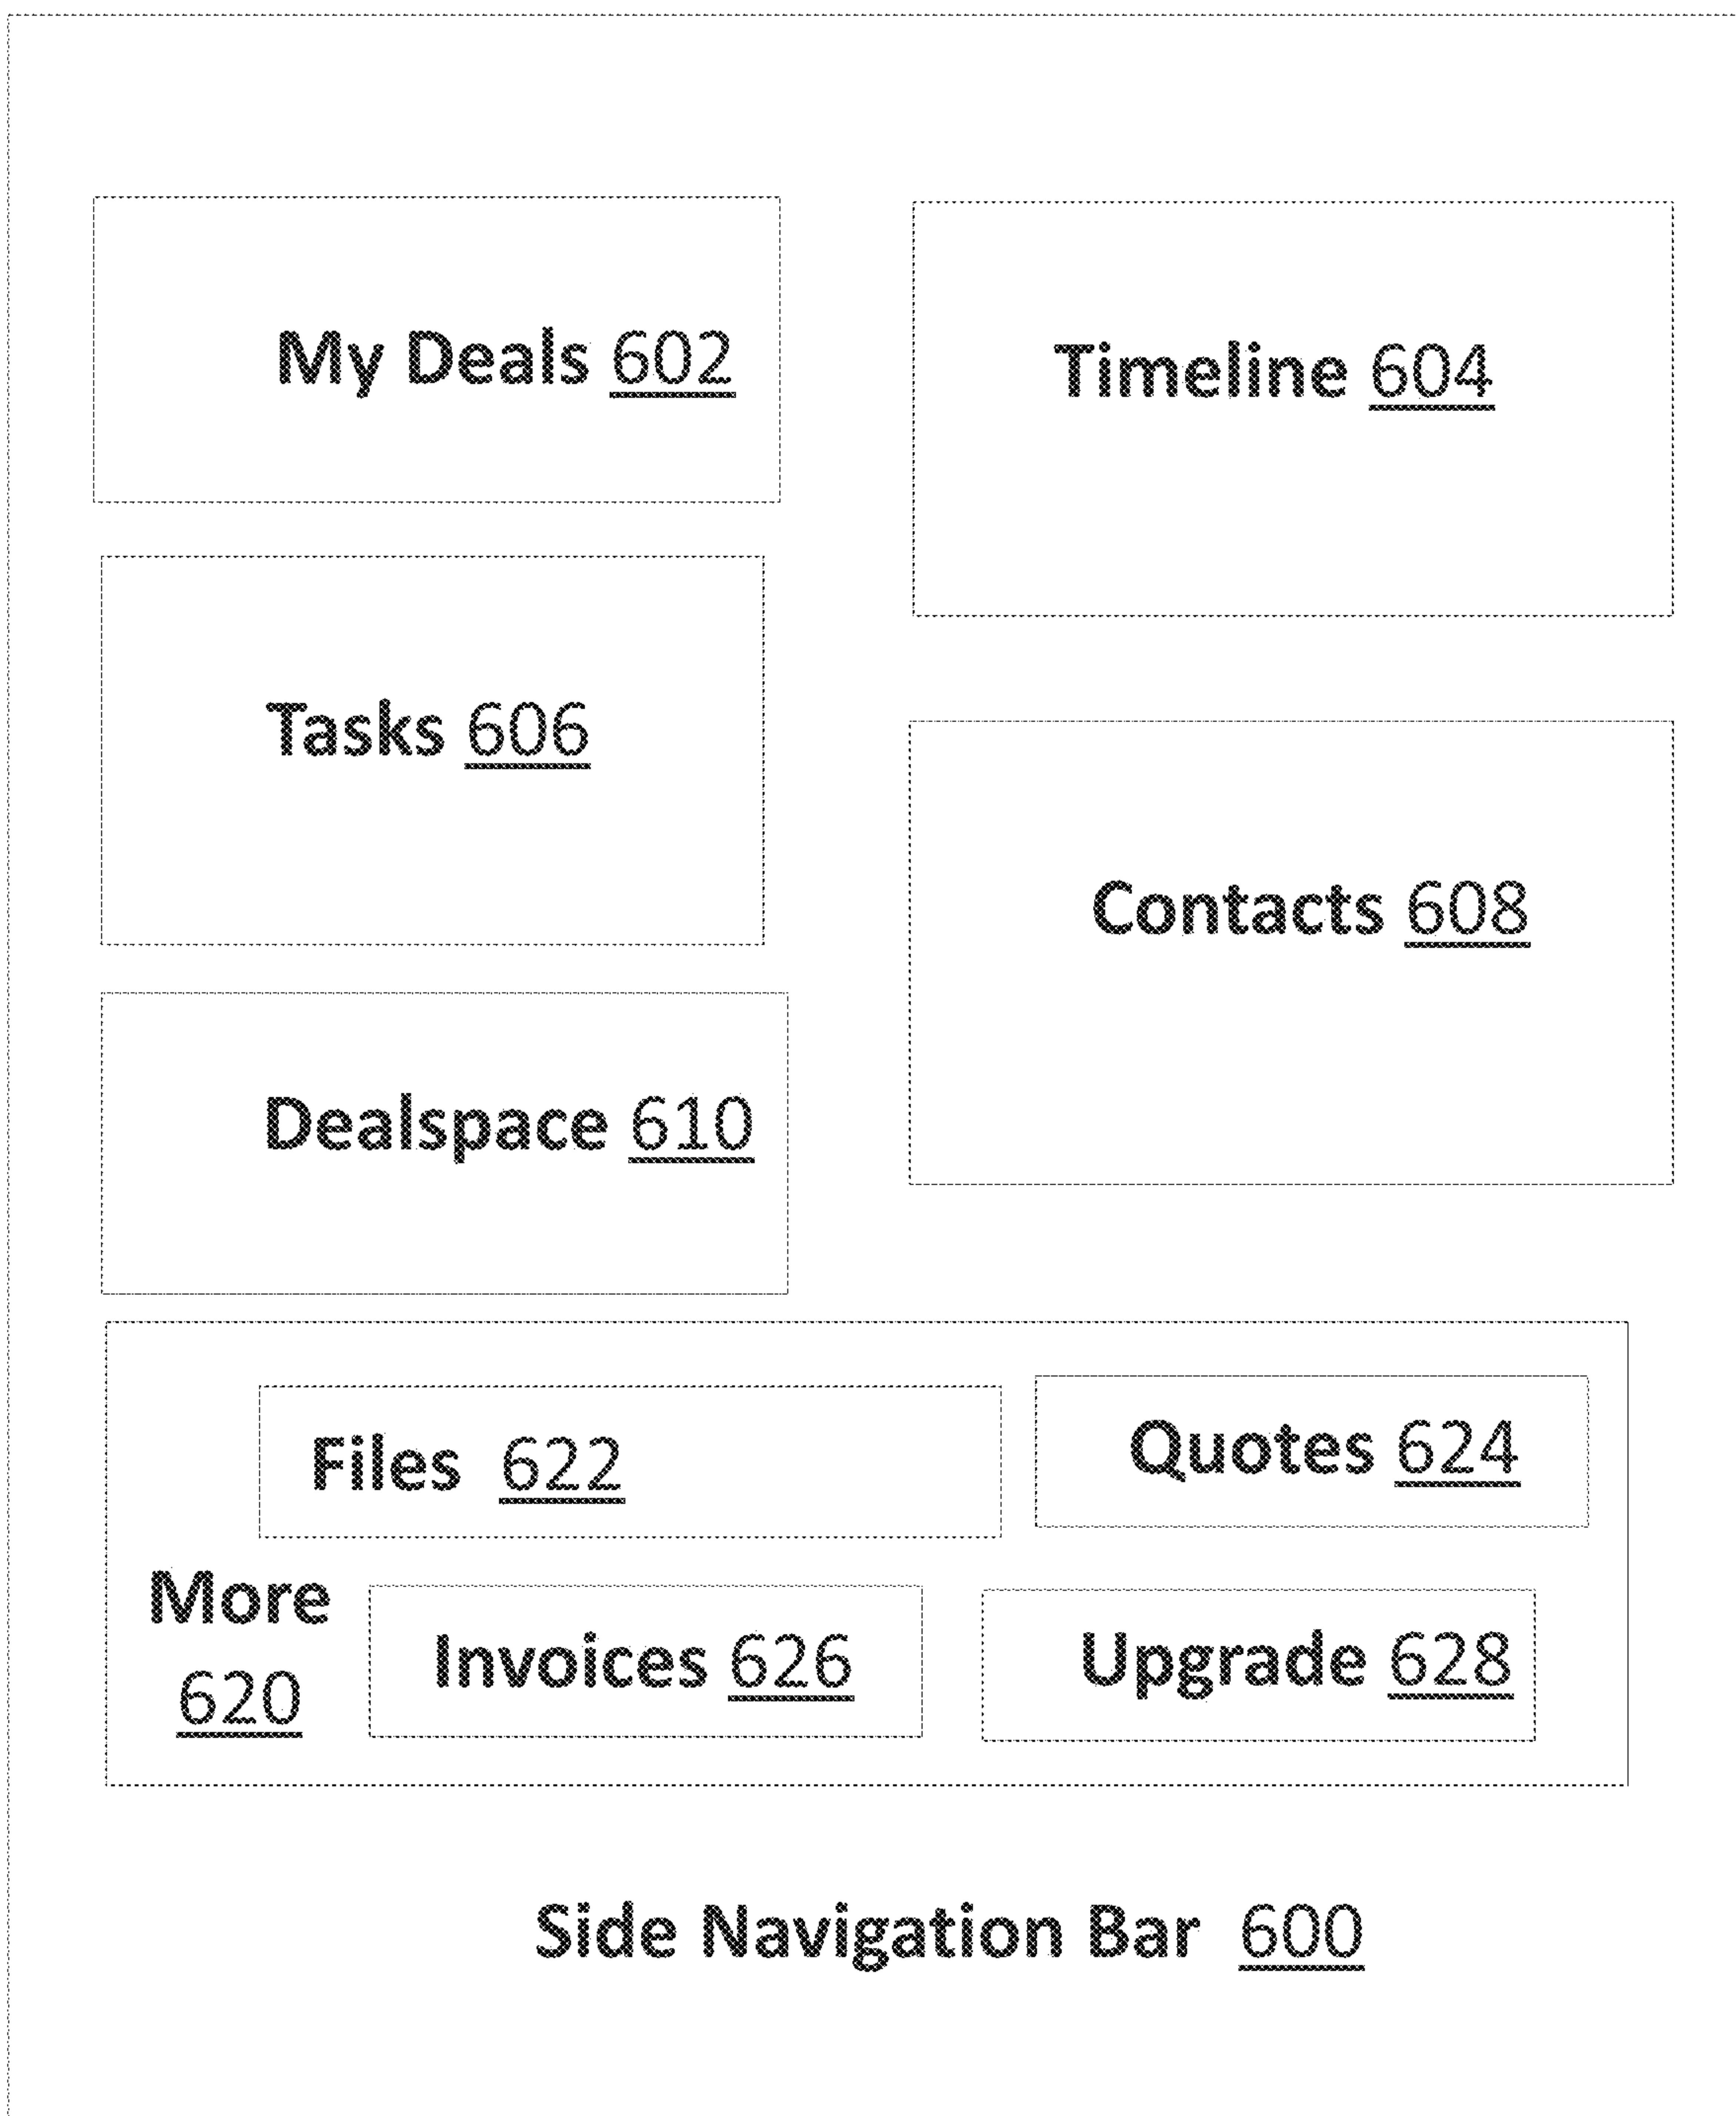 My Deals 602
Timeline 604
Tasks 606
Contacts 608
Dealspace 610
Files 622
Quotes 624
More
620
Invoices 626
Upgrade 628
Side Navigation Bar 600